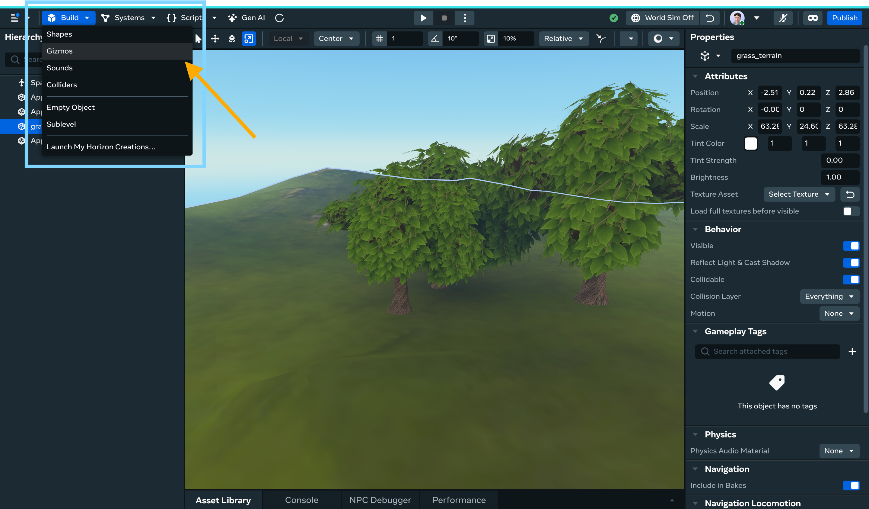 Build Systems Script Gen AI World Sim Off Publish
Hierarchy
Local Center 1 10° 10% Relative
Properties
Shapes
Gizmos
Sounds
Colliders
Empty Object
Sublevel
Launch My Horizon Creations...
grass_terrain
Attributes
Position X -2.51 Y 0.22 Z 2.86
Rotation X -0.00 Y 0 Z 0
Scale X 63.28 Y 24.60 Z 63.28
Tint Color 1 1 1
Tint Strength 0.00
Brightness 1.00
Texture Asset Select Texture
Load full textures before visible
Behavior
Visible
Reflect Light & Cast Shadow
Collidable
Collision Layer Everything
Motion None
Gameplay Tags
Search attached tags
This object has no tags
Physics
Physics Audio Material None
Navigation
Include in Bakes
Navigation Locomotion
Asset Library Console NPC Debugger Performance